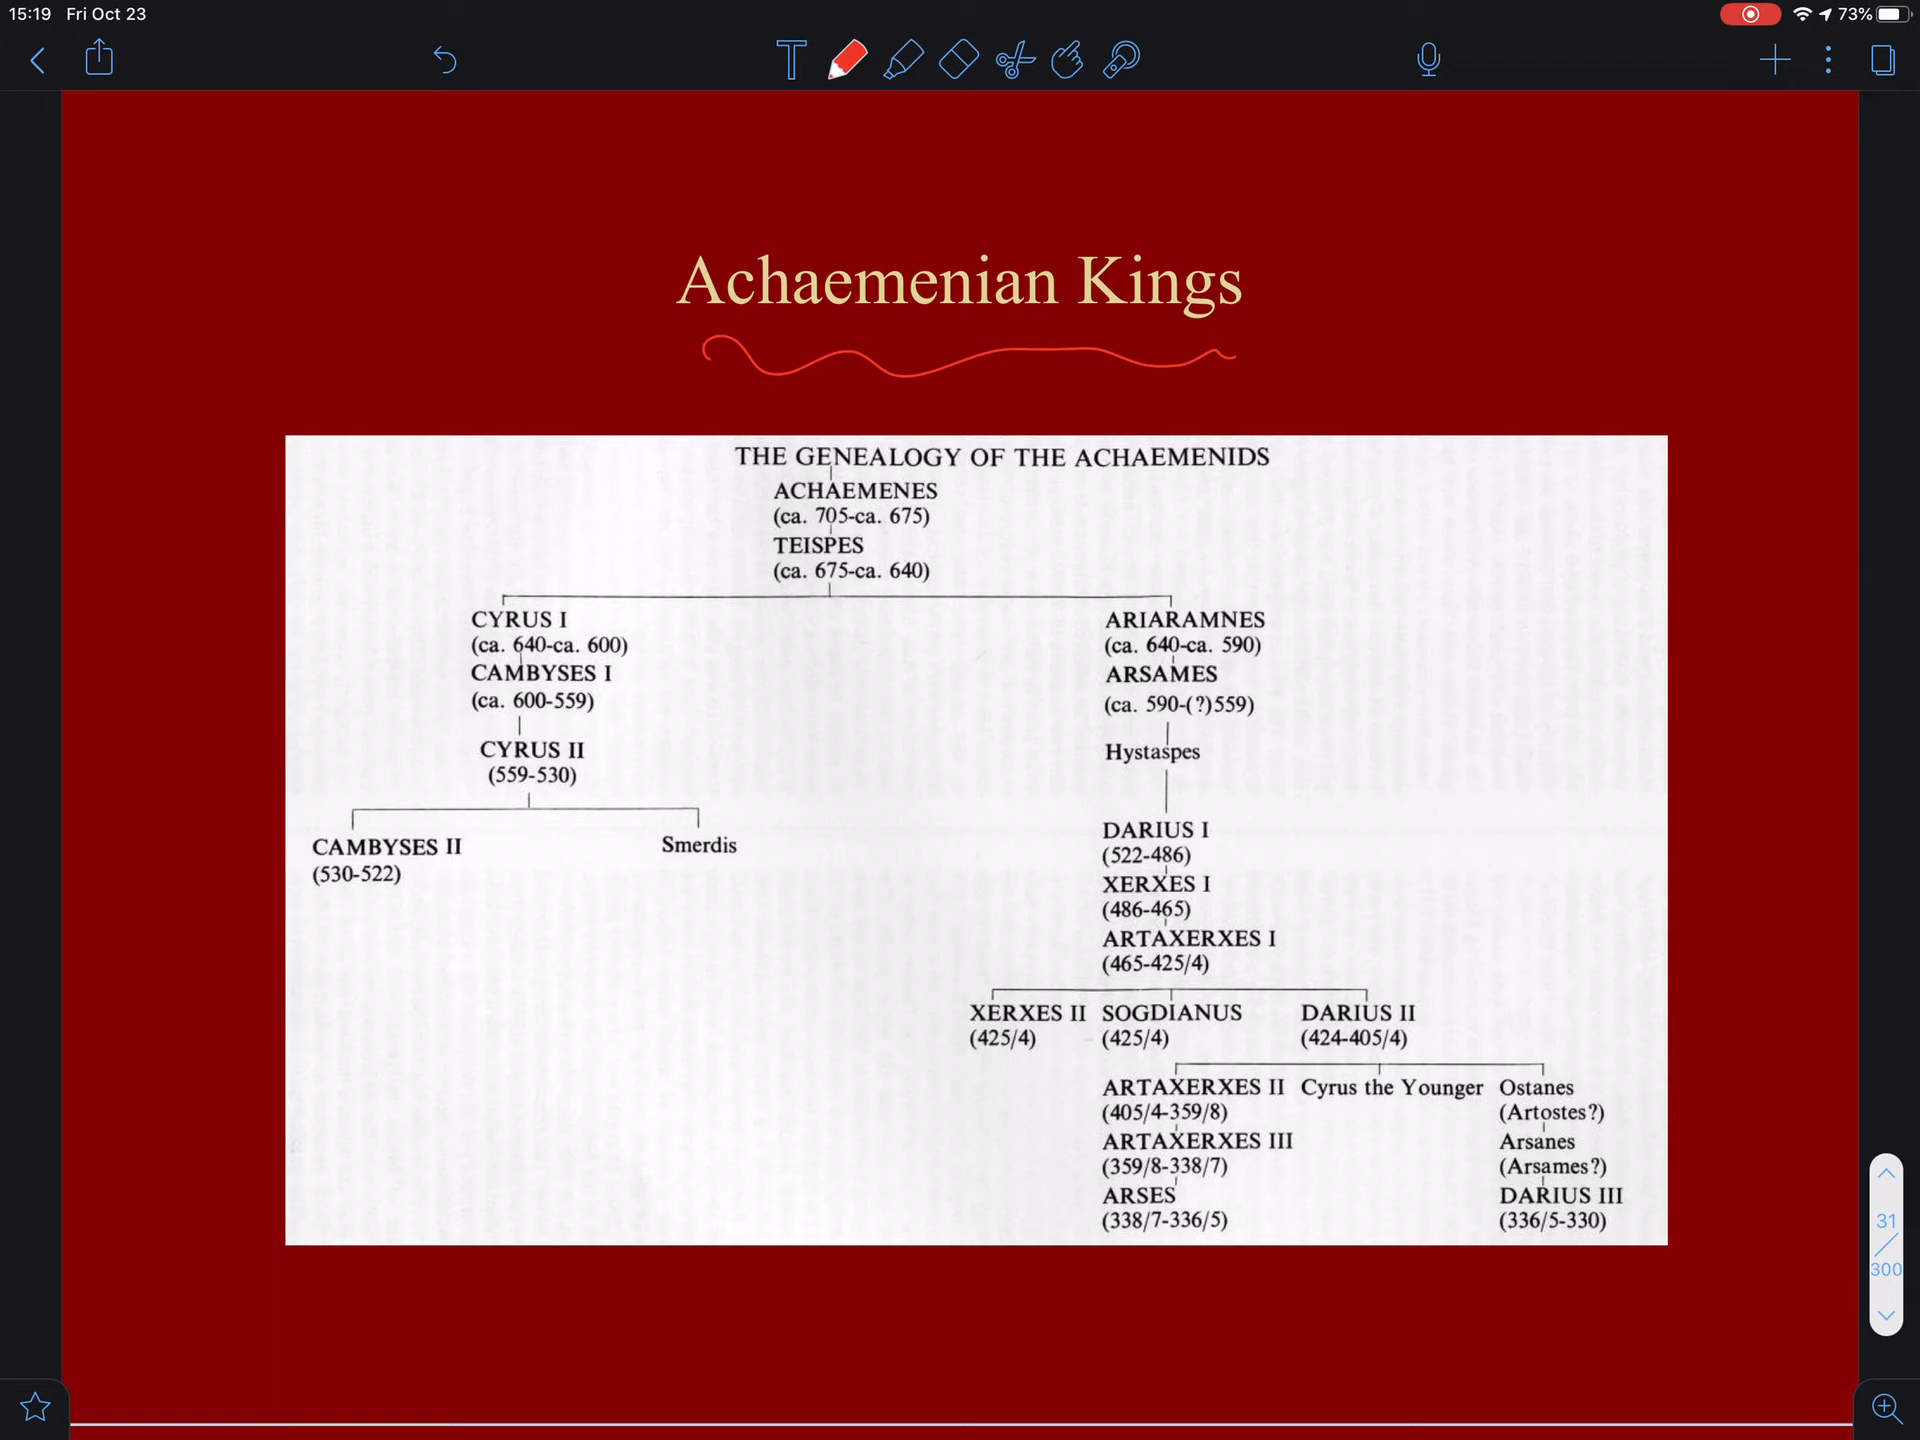 15:19 Fri Oct 23
73%
T
Achaemenian Kings
THE GENEALOGY OF THE ACHAEMENIDS
ACHAEMENES
(ca. 705-ca. 675)
TEISPES
(ca. 675-ca. 640)
CYRUS I
(ca. 640-ca. 600)
CAMBYSES I
(ca. 600-559)
CYRUS II
(559-530)
CAMBYSES II
(530-522)
Smerdis
ARIARAMNES
(ca. 640-ca. 590)
ARSAMES
(ca. 590-(?)559)
Hystaspes
DARIUS I
(522-486)
XERXES I
(486-465)
ARTAXERXES I
(465-425/4)
XERXES II
(425/4)
SOGDIANUS
(425/4)
DARIUS II
(424-405/4)
ARTAXERXES II
(405/4-359/8)
ARTAXERXES III
(359/8-338/7)
ARSES
(338/7-336/5)
Cyrus the Younger
Ostanes
(Artostes?)
Arsanes
(Arsames?)
DARIUS III
(336/5-330)
31
/
300